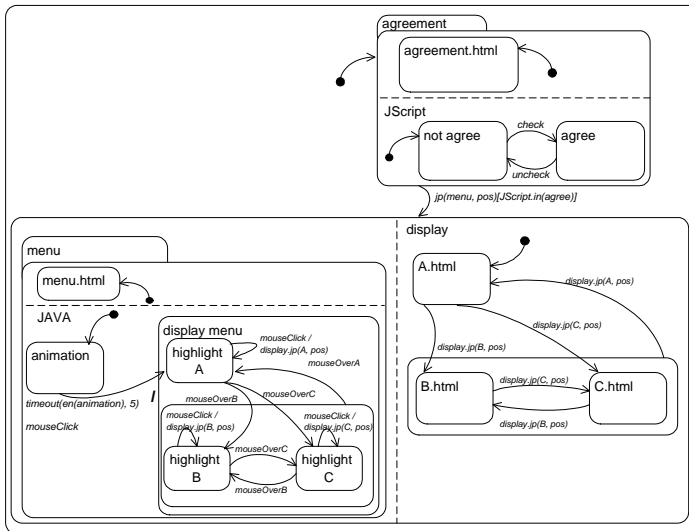 agreement
agreement.html
JScript
not agree
check
agree
uncheck
jp(menu, pos)[JScript.in(agree)]
menu
menu.html
JAVA
animation
timeout(en(animation), 5)
/
mouseClick
display menu
highlight
A
mouseClick /
display.jp(A, pos)
mouseOverA
mouseOverB
mouseOverC
mouseClick /
display.jp(B, pos)
mouseClick /
display.jp(C, pos)
highlight
B
mouseOverC
mouseOverB
highlight
C
display
A.html
display.jp(A, pos)
display.jp(C, pos)
display.jp(B, pos)
B.html
display.jp(C, pos)
C.html
display.jp(B, pos)